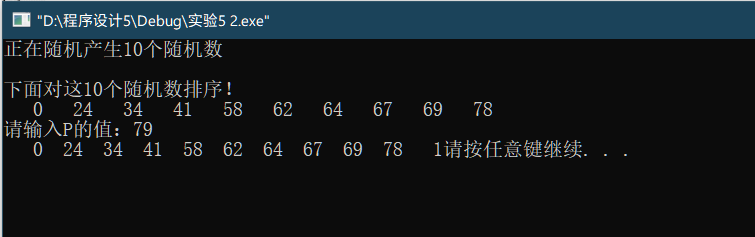 "D:\程序设计5\Debug\实验5 2.exe"
正在随机产生10个随机数
下面对这10个随机数排序！
0 24 34 41 58 62 64 67 69 78
请输入P的值：79
0 24 34 41 58 62 64 67 69 78 1请按任意键继续. . .